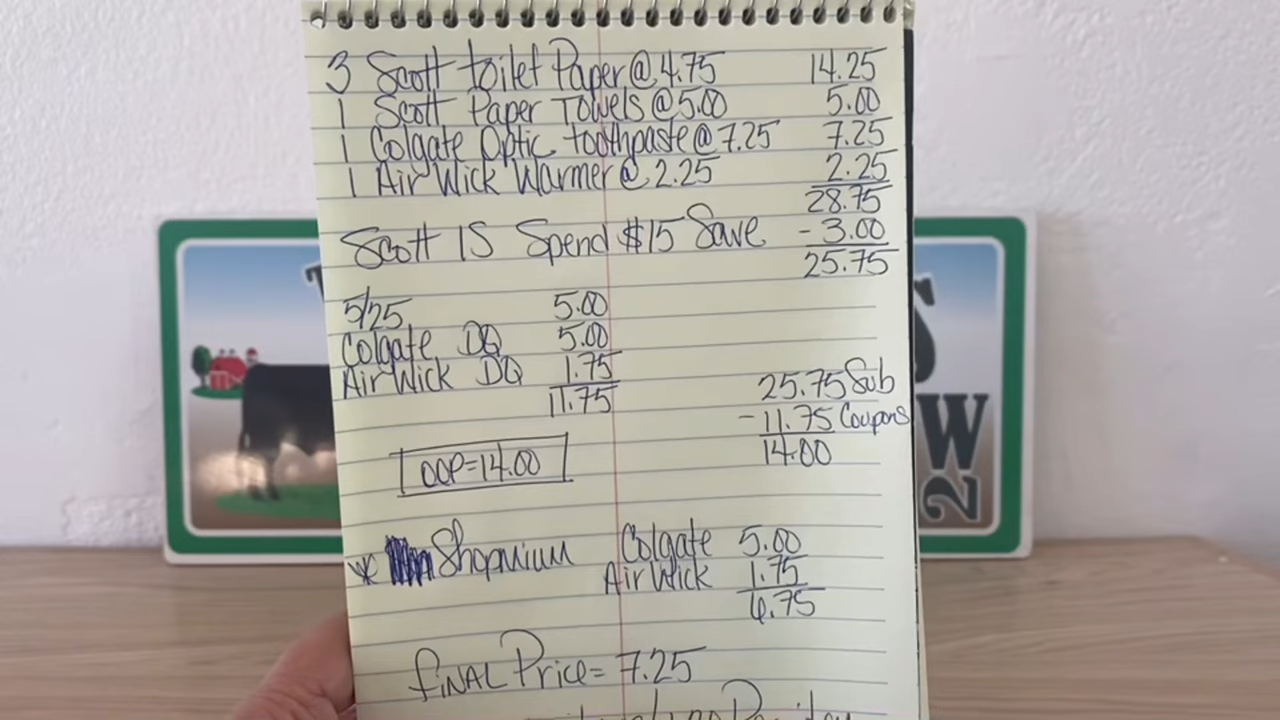 3 Scott toilet Paper @ 4.75 14.25
1 Scott Paper Towels @ 5.00 5.00
1 Colgate Optic toothpaste @ 7.25 7.25
1 Air Wick Warmer @ 2.25 2.25
28.75
Scott IS Spend $15 Save - 3.00
25.75
5/25 5.00
Colgate DQ 5.00
Air Wick DQ 1.75
11.75
25.75 Sub
- 11.75 Coupons
14.00
OOP = 14.00
* Shopmium Colgate 5.00
Air Wick 1.75
6.75
FINAL Price = 7.25
W
2